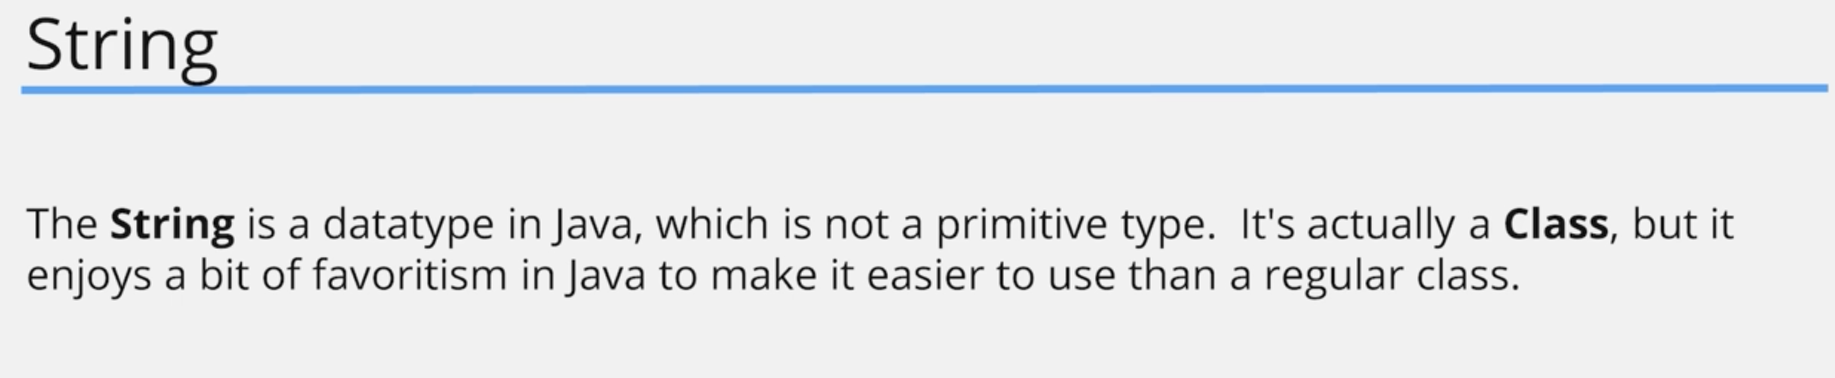 String
The String is a datatype in Java, which is not a primitive type.  It's actually a Class, but it
enjoys a bit of favoritism in Java to make it easier to use than a regular class.